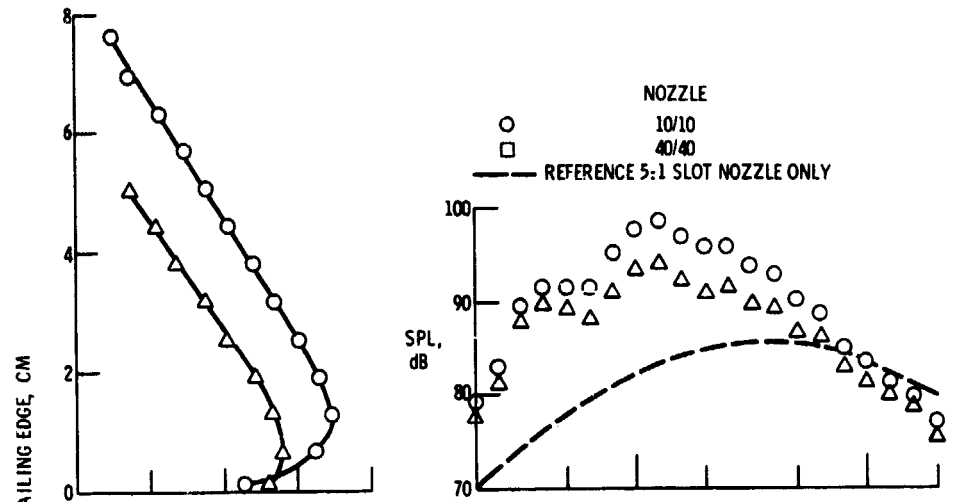 8
6
4
2
0
AILING EDGE, CM
NOZZLE
10/10
40/40
REFERENCE 5:1 SLOT NOZZLE ONLY
100
90
80
70
SPL,
dB